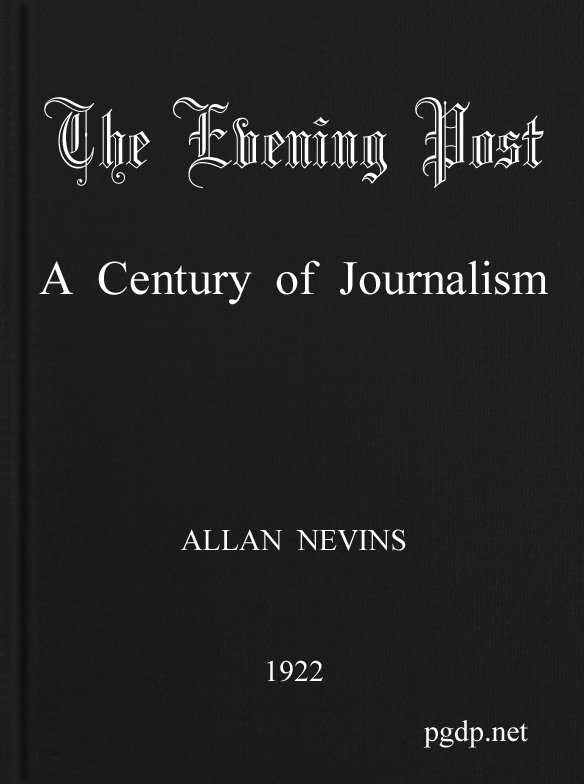 The Evening Post
A Century of Journalism
ALLAN NEVINS
1922
pgdp.net